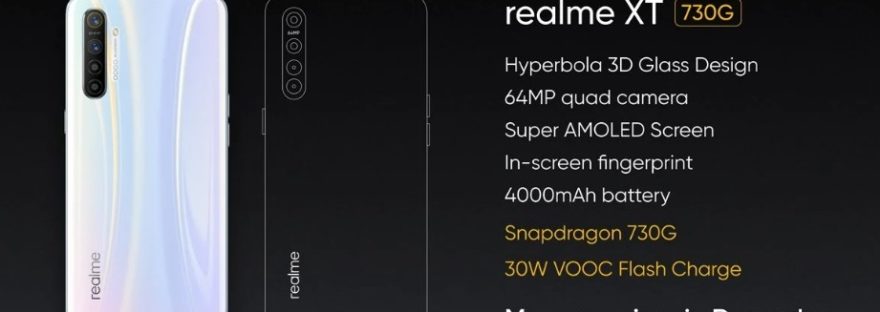 realme XT 730G
Hyperbola 3D Glass Design
64MP quad camera
Super AMOLED Screen
In-screen fingerprint
4000mAh battery
Snapdragon 730G
30W VOOC Flash Charge
64MP
realme
realme